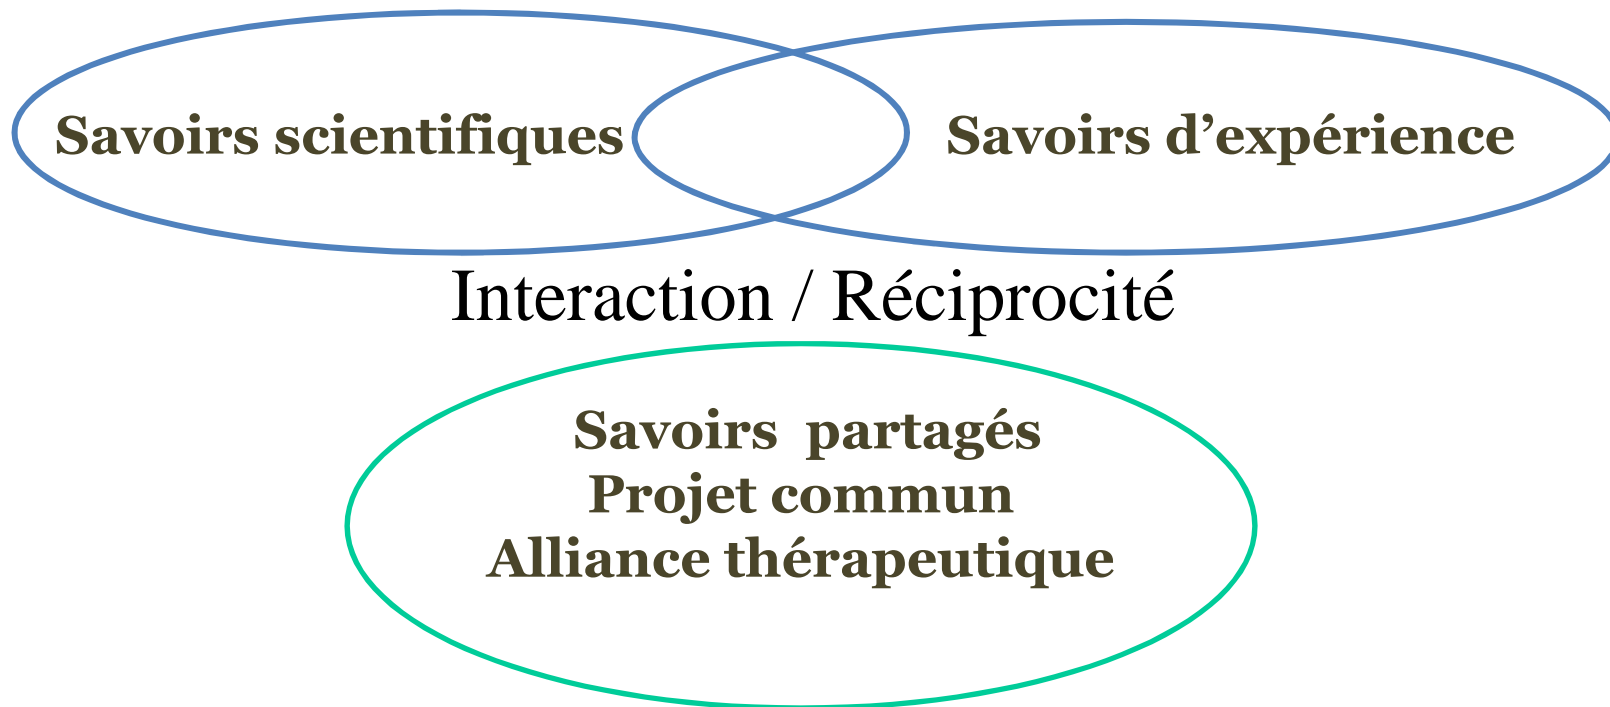 Savoirs scientifiques
Savoirs d’expérience
Interaction / Réciprocité
Savoirs partagés
Projet commun
Alliance thérapeutique